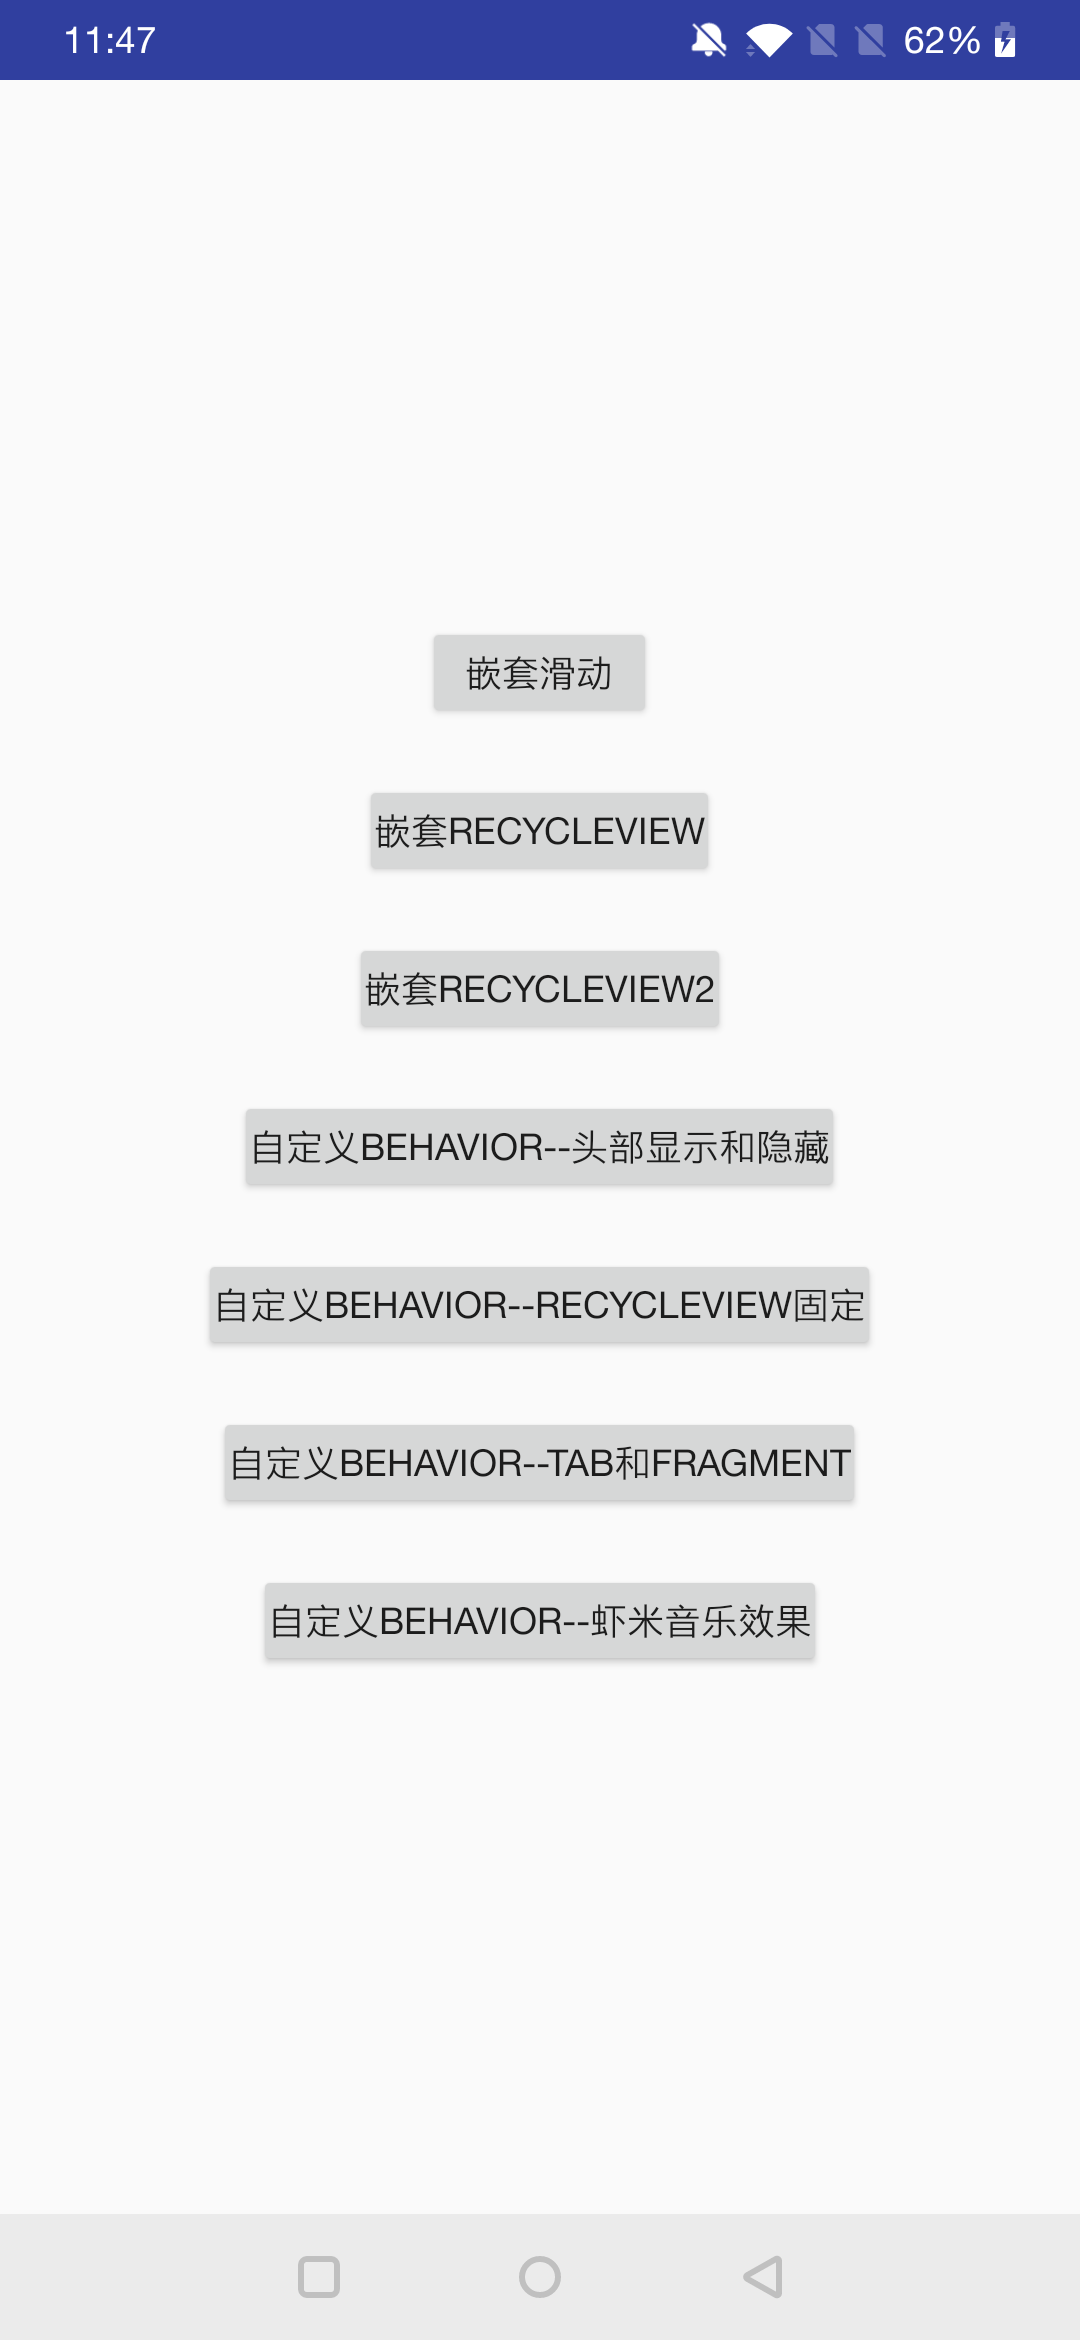 11:47
62%
嵌套滑动
嵌套RECYCLEVIEW
嵌套RECYCLEVIEW2
自定义BEHAVIOR--头部显示和隐藏
自定义BEHAVIOR--RECYCLEVIEW固定
自定义BEHAVIOR--TAB和FRAGMENT
自定义BEHAVIOR--虾米音乐效果